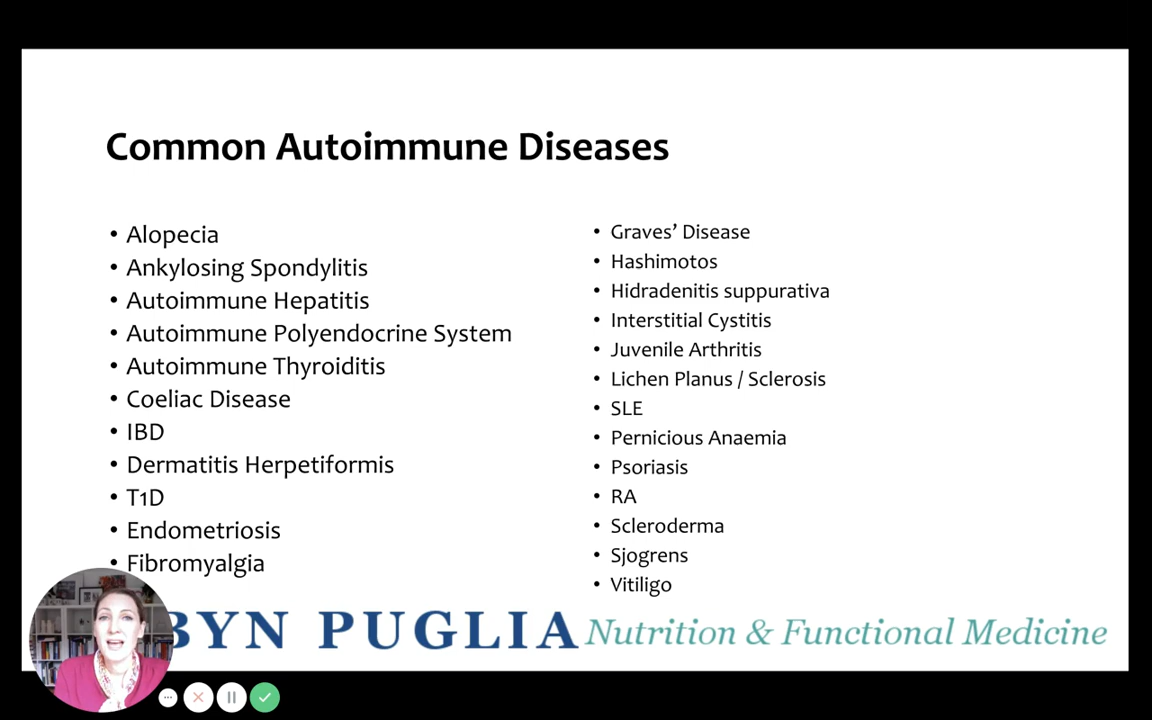 Common Autoimmune Diseases
• Alopecia
• Ankylosing Spondylitis
• Autoimmune Hepatitis
• Autoimmune Polyendocrine System
• Autoimmune Thyroiditis
• Coeliac Disease
• IBD
• Dermatitis Herpetiformis
• T1D
• Endometriosis
• Fibromyalgia
• Graves’ Disease
• Hashimotos
• Hidradenitis suppurativa
• Interstitial Cystitis
• Juvenile Arthritis
• Lichen Planus / Sclerosis
• SLE
• Pernicious Anaemia
• Psoriasis
• RA
• Scleroderma
• Sjogrens
• Vitiligo
BYN PUGLIA Nutrition & Functional Medicine